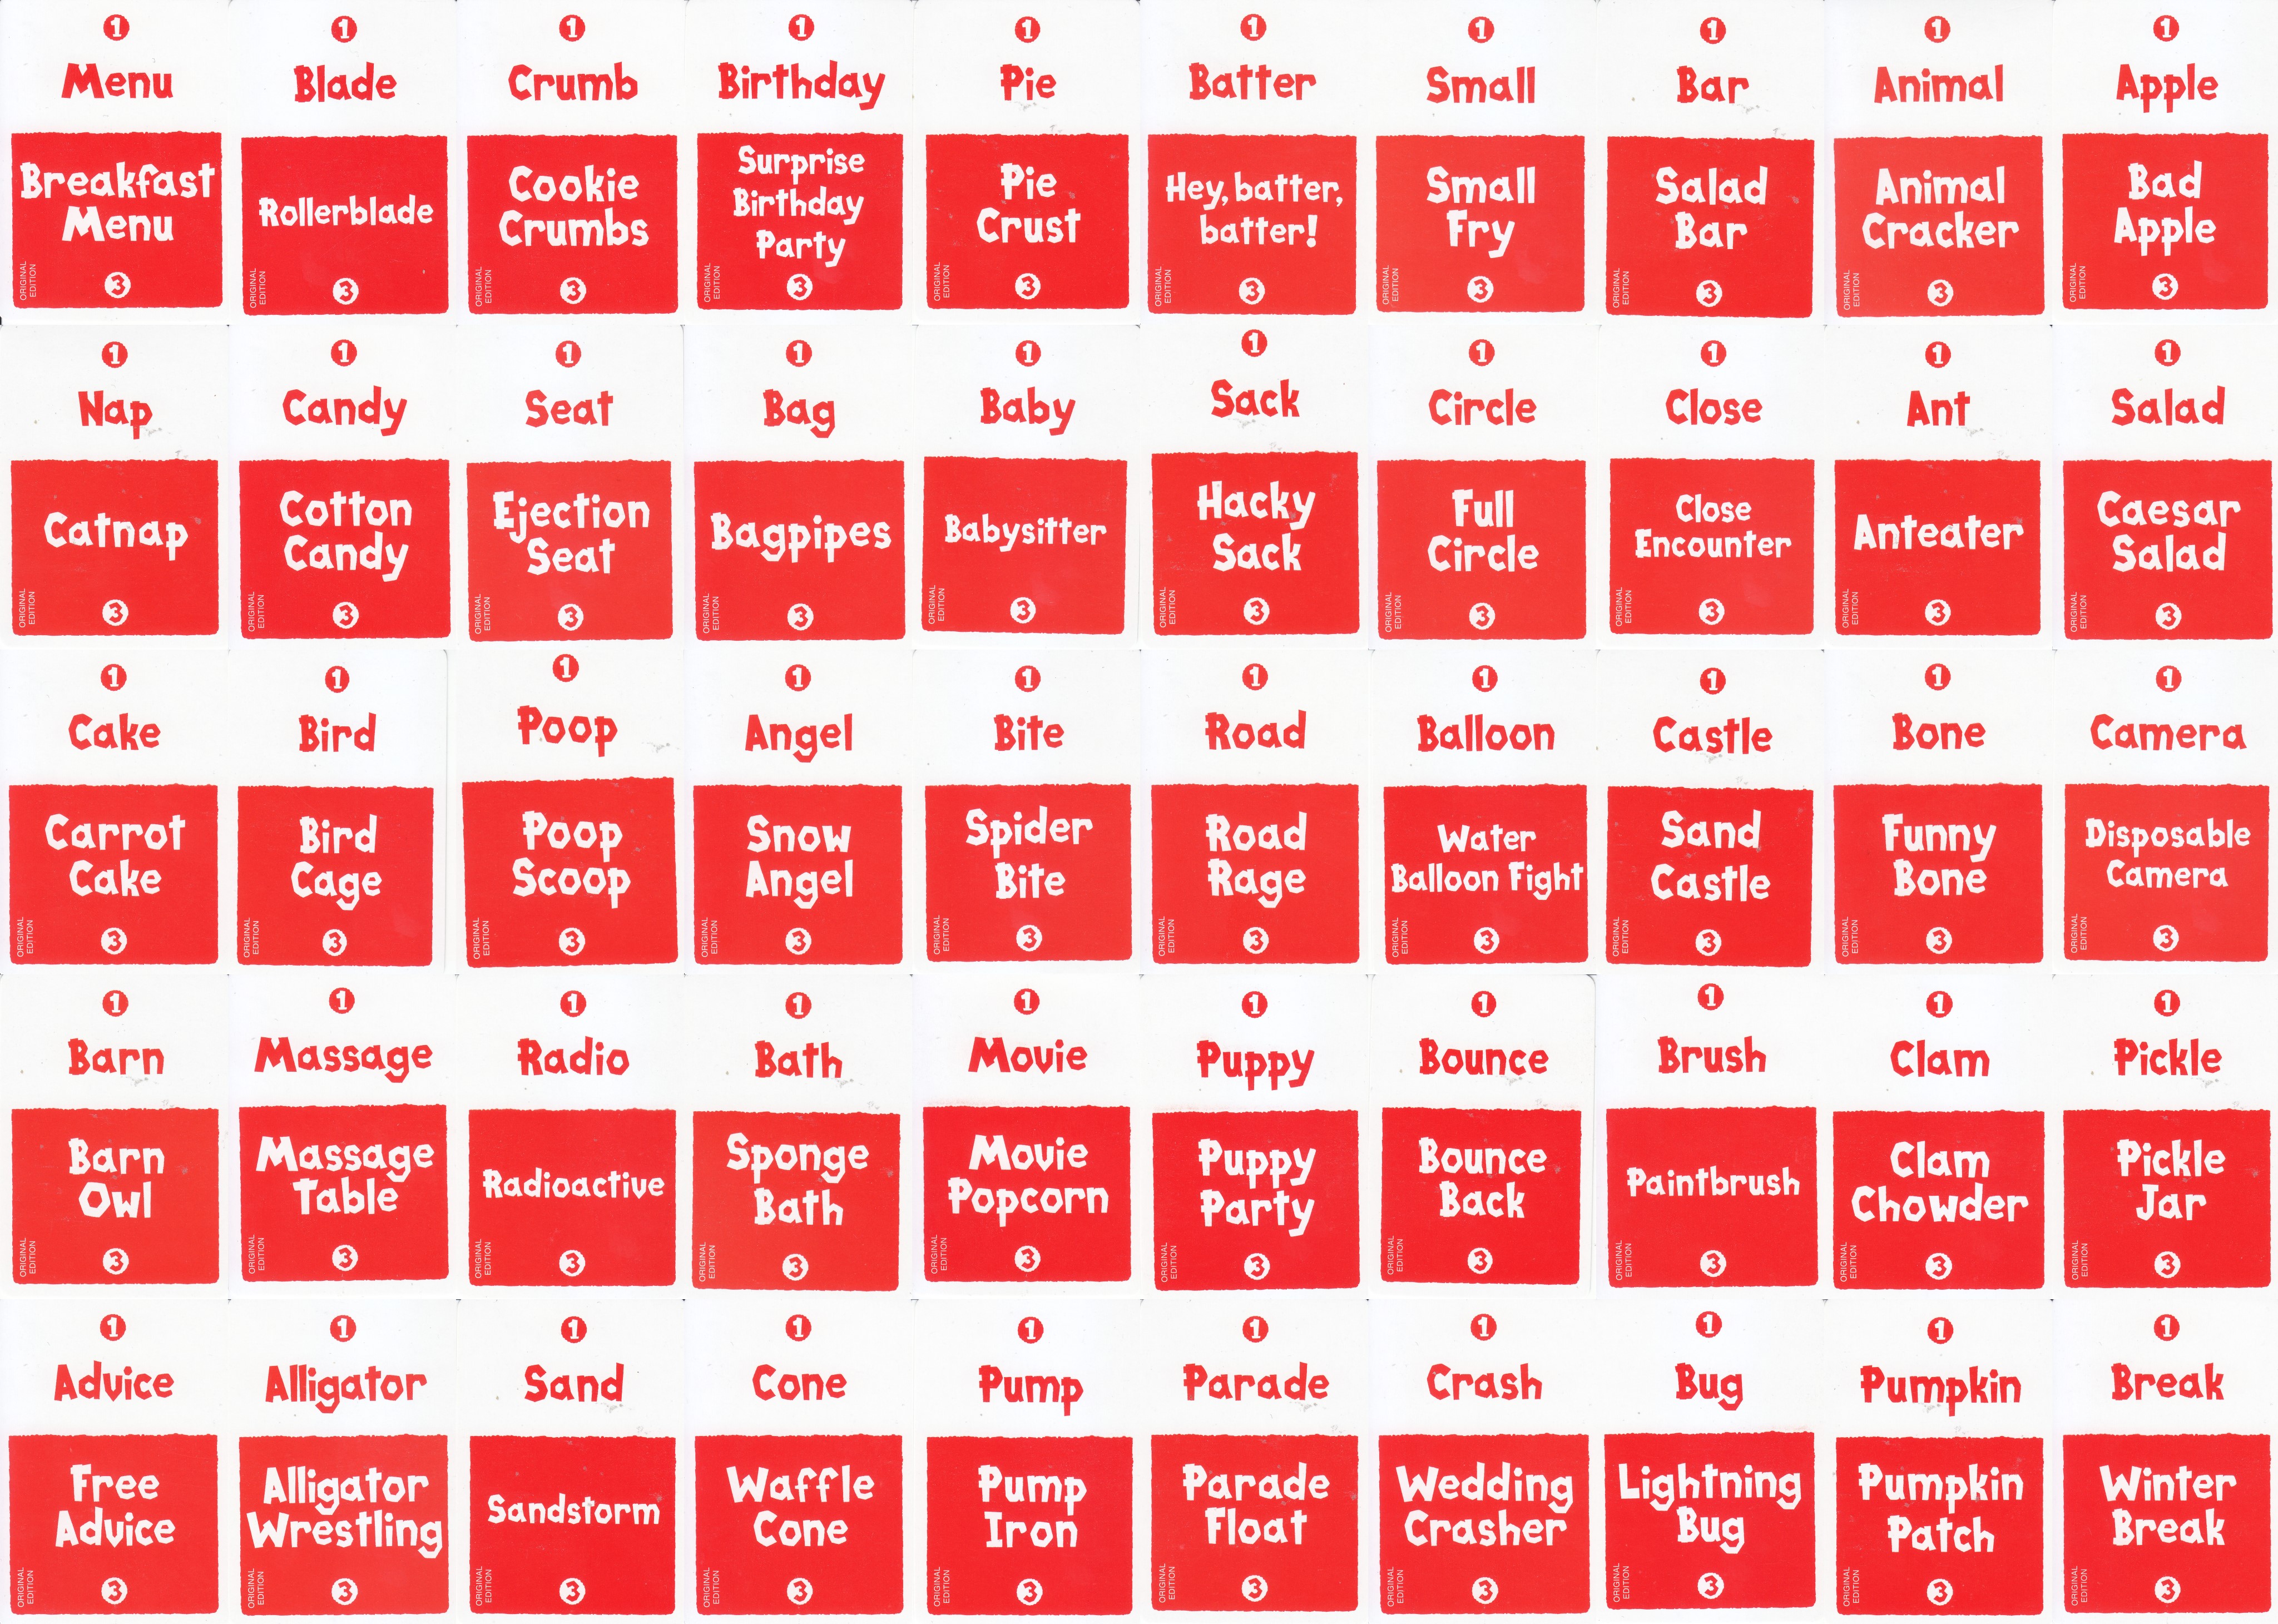 1
Menu
Breakfast
Menu
3
ORIGINAL
EDITION
1
Blade
Rollerblade
3
ORIGINAL
EDITION
1
Crumb
Cookie
Crumbs
3
ORIGINAL
EDITION
1
Birthday
Surprise
Birthday
Party
3
ORIGINAL
EDITION
1
Pie
Pie
Crust
3
ORIGINAL
EDITION
1
Batter
Hey, batter,
batter!
3
ORIGINAL
EDITION
1
Small
Small
Fry
3
ORIGINAL
EDITION
1
Bar
Salad
Bar
3
ORIGINAL
EDITION
1
Animal
Animal
Cracker
3
ORIGINAL
EDITION
1
Apple
Bad
Apple
3
ORIGINAL
EDITION
1
Nap
Catnap
3
ORIGINAL
EDITION
1
Candy
Cotton
Candy
3
ORIGINAL
EDITION
1
Seat
Ejection
Seat
3
ORIGINAL
EDITION
1
Bag
Bagpipes
3
ORIGINAL
EDITION
1
Baby
Babysitter
3
ORIGINAL
EDITION
1
Sack
Hacky
Sack
3
ORIGINAL
EDITION
1
Circle
Full
Circle
3
ORIGINAL
EDITION
1
Close
Close
Encounter
3
ORIGINAL
EDITION
1
Ant
Anteater
3
ORIGINAL
EDITION
1
Salad
Caesar
Salad
3
ORIGINAL
EDITION
1
Cake
Carrot
Cake
3
ORIGINAL
EDITION
1
Bird
Bird
Cage
3
ORIGINAL
EDITION
1
Poop
Poop
Scoop
3
ORIGINAL
EDITION
1
Angel
Snow
Angel
3
ORIGINAL
EDITION
1
Bite
Spider
Bite
3
ORIGINAL
EDITION
1
Road
Road
Rage
3
ORIGINAL
EDITION
1
Balloon
Water
Balloon Fight
3
ORIGINAL
EDITION
1
Castle
Sand
Castle
3
ORIGINAL
EDITION
1
Bone
Funny
Bone
3
ORIGINAL
EDITION
1
Camera
Disposable
Camera
3
ORIGINAL
EDITION
1
Barn
Barn
Owl
3
ORIGINAL
EDITION
1
Massage
Massage
Table
3
ORIGINAL
EDITION
1
Radio
Radioactive
3
ORIGINAL
EDITION
1
Bath
Sponge
Bath
3
ORIGINAL
EDITION
1
Movie
Movie
Popcorn
3
ORIGINAL
EDITION
1
Puppy
Puppy
Party
3
ORIGINAL
EDITION
1
Bounce
Bounce
Back
3
ORIGINAL
EDITION
1
Brush
Paintbrush
3
ORIGINAL
EDITION
1
Clam
Clam
Chowder
3
ORIGINAL
EDITION
1
Pickle
Pickle
Jar
3
ORIGINAL
EDITION
1
Advice
Free
Advice
3
ORIGINAL
EDITION
1
Alligator
Alligator
Wrestling
3
ORIGINAL
EDITION
1
Sand
Sandstorm
3
ORIGINAL
EDITION
1
Cone
Waffle
Cone
3
ORIGINAL
EDITION
1
Pump
Pump
Iron
3
ORIGINAL
EDITION
1
Parade
Parade
Float
3
ORIGINAL
EDITION
1
Crash
Wedding
Crasher
3
ORIGINAL
EDITION
1
Bug
Lightning
Bug
3
ORIGINAL
EDITION
1
Pumpkin
Pumpkin
Patch
3
ORIGINAL
EDITION
1
Break
Winter
Break
3
ORIGINAL
EDITION